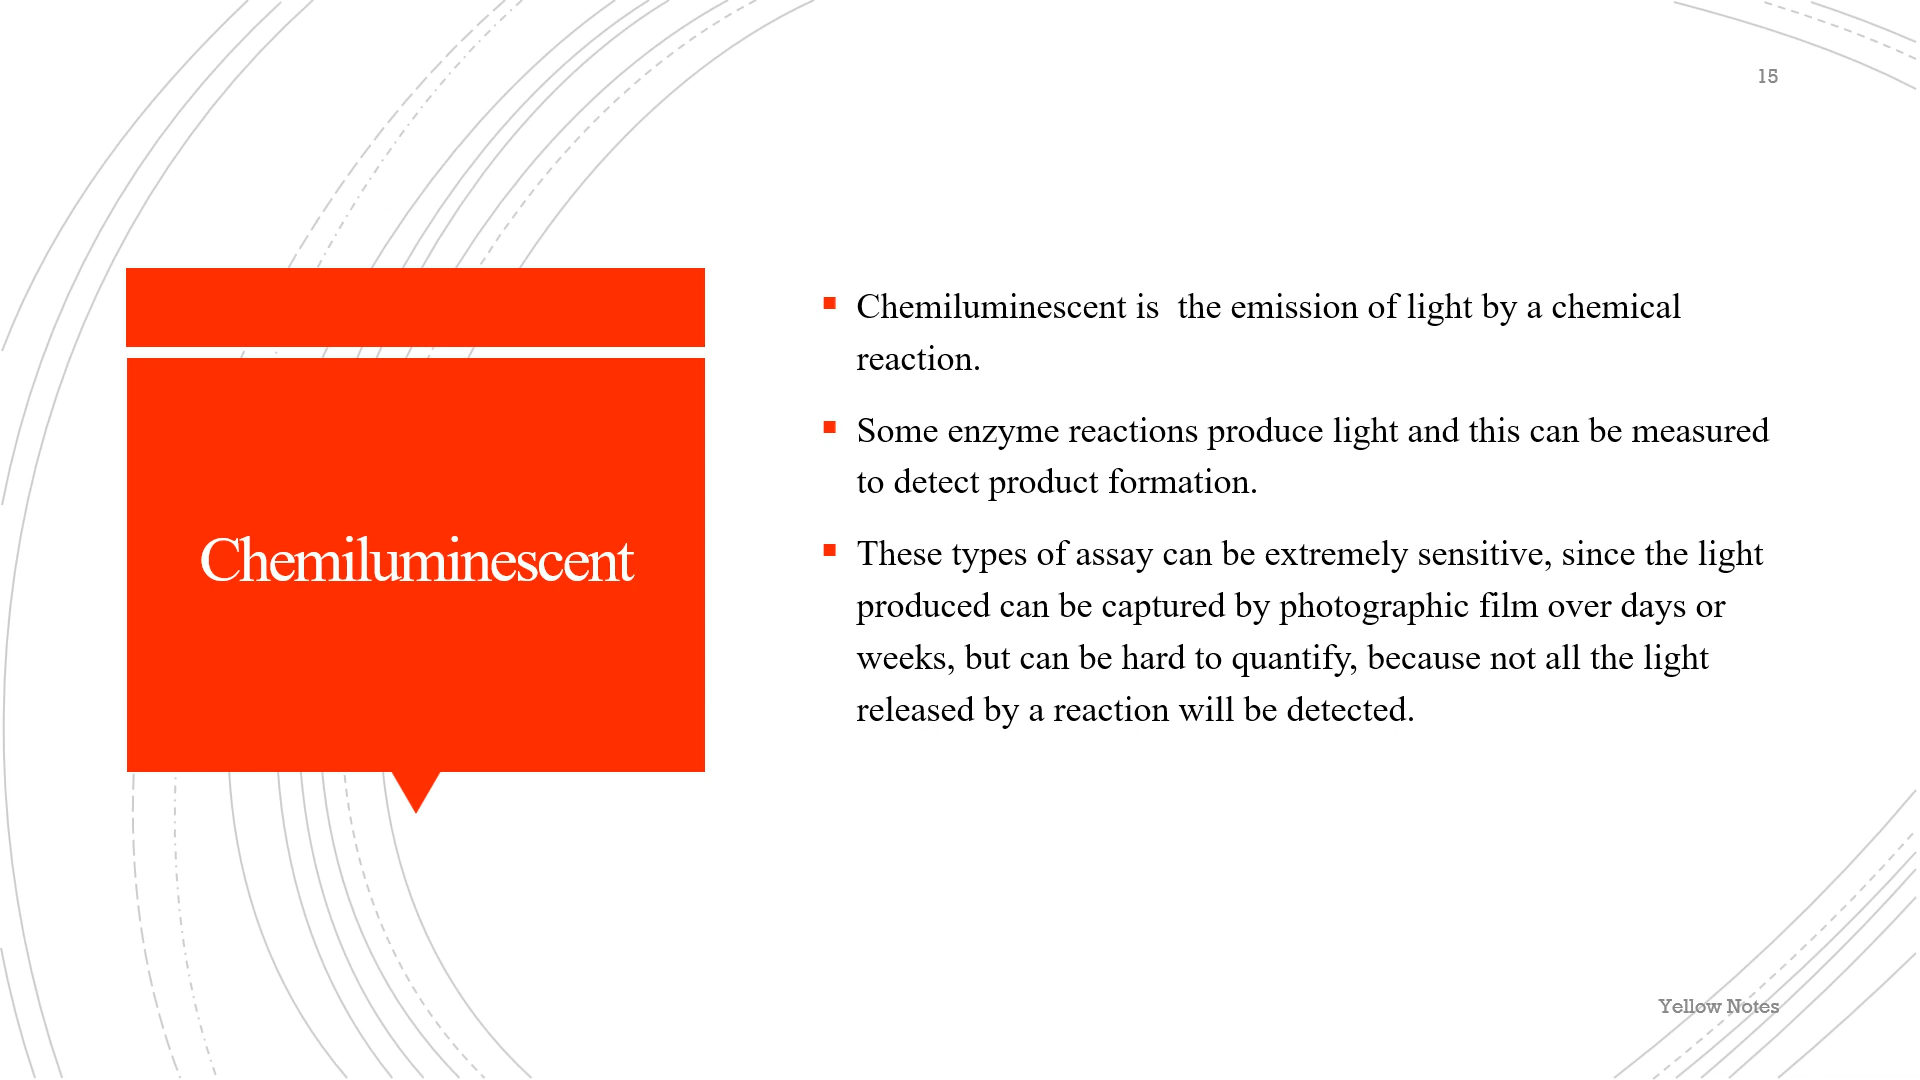 15
Chemiluminescent
Chemiluminescent is  the emission of light by a chemical
reaction.
Some enzyme reactions produce light and this can be measured
to detect product formation.
These types of assay can be extremely sensitive, since the light
produced can be captured by photographic film over days or
weeks, but can be hard to quantify, because not all the light
released by a reaction will be detected.
Yellow Notes